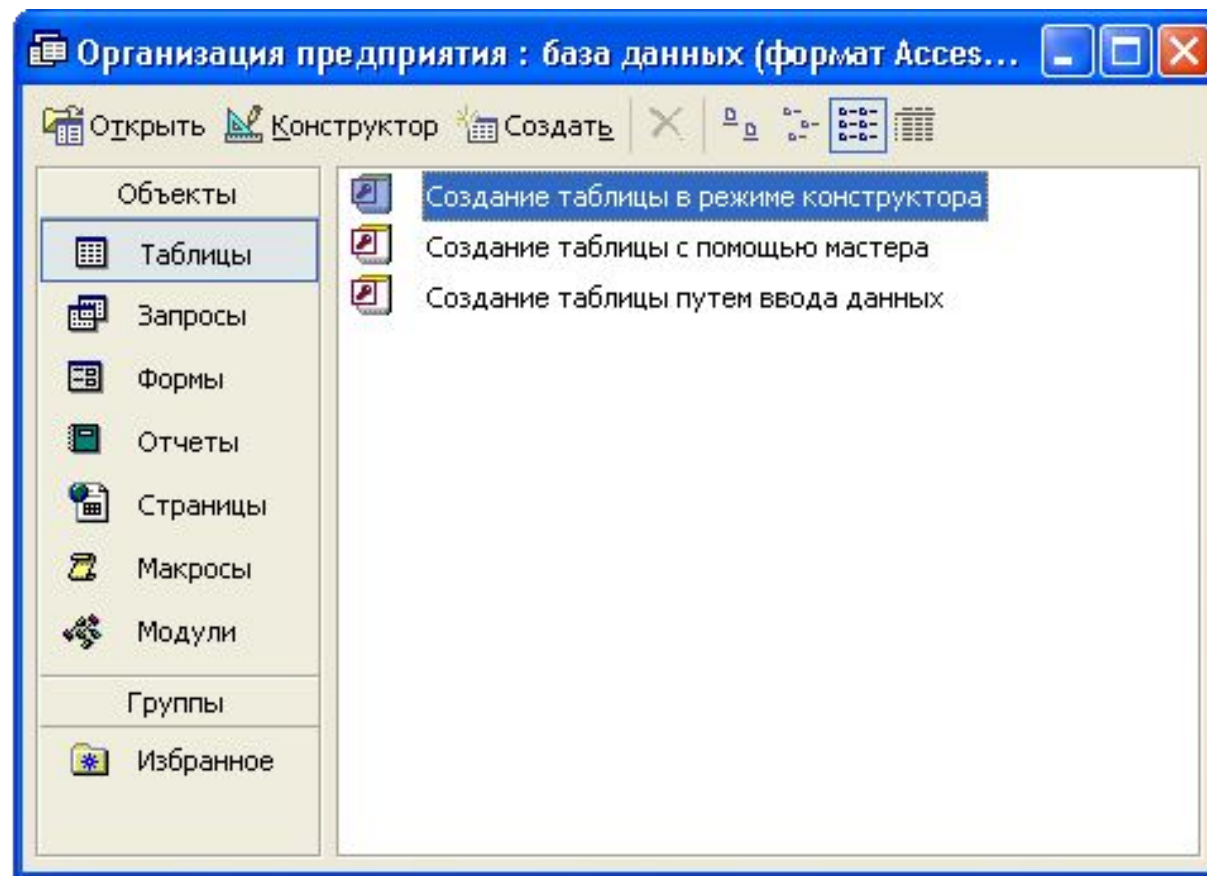 Организация предприятия : база данных (формат Acces...
Открыть Конструктор Создать
Объекты
Таблицы
Запросы
Формы
Отчеты
Страницы
Макросы
Модули
Группы
Избранное
Создание таблицы в режиме конструктора
Создание таблицы с помощью мастера
Создание таблицы путем ввода данных